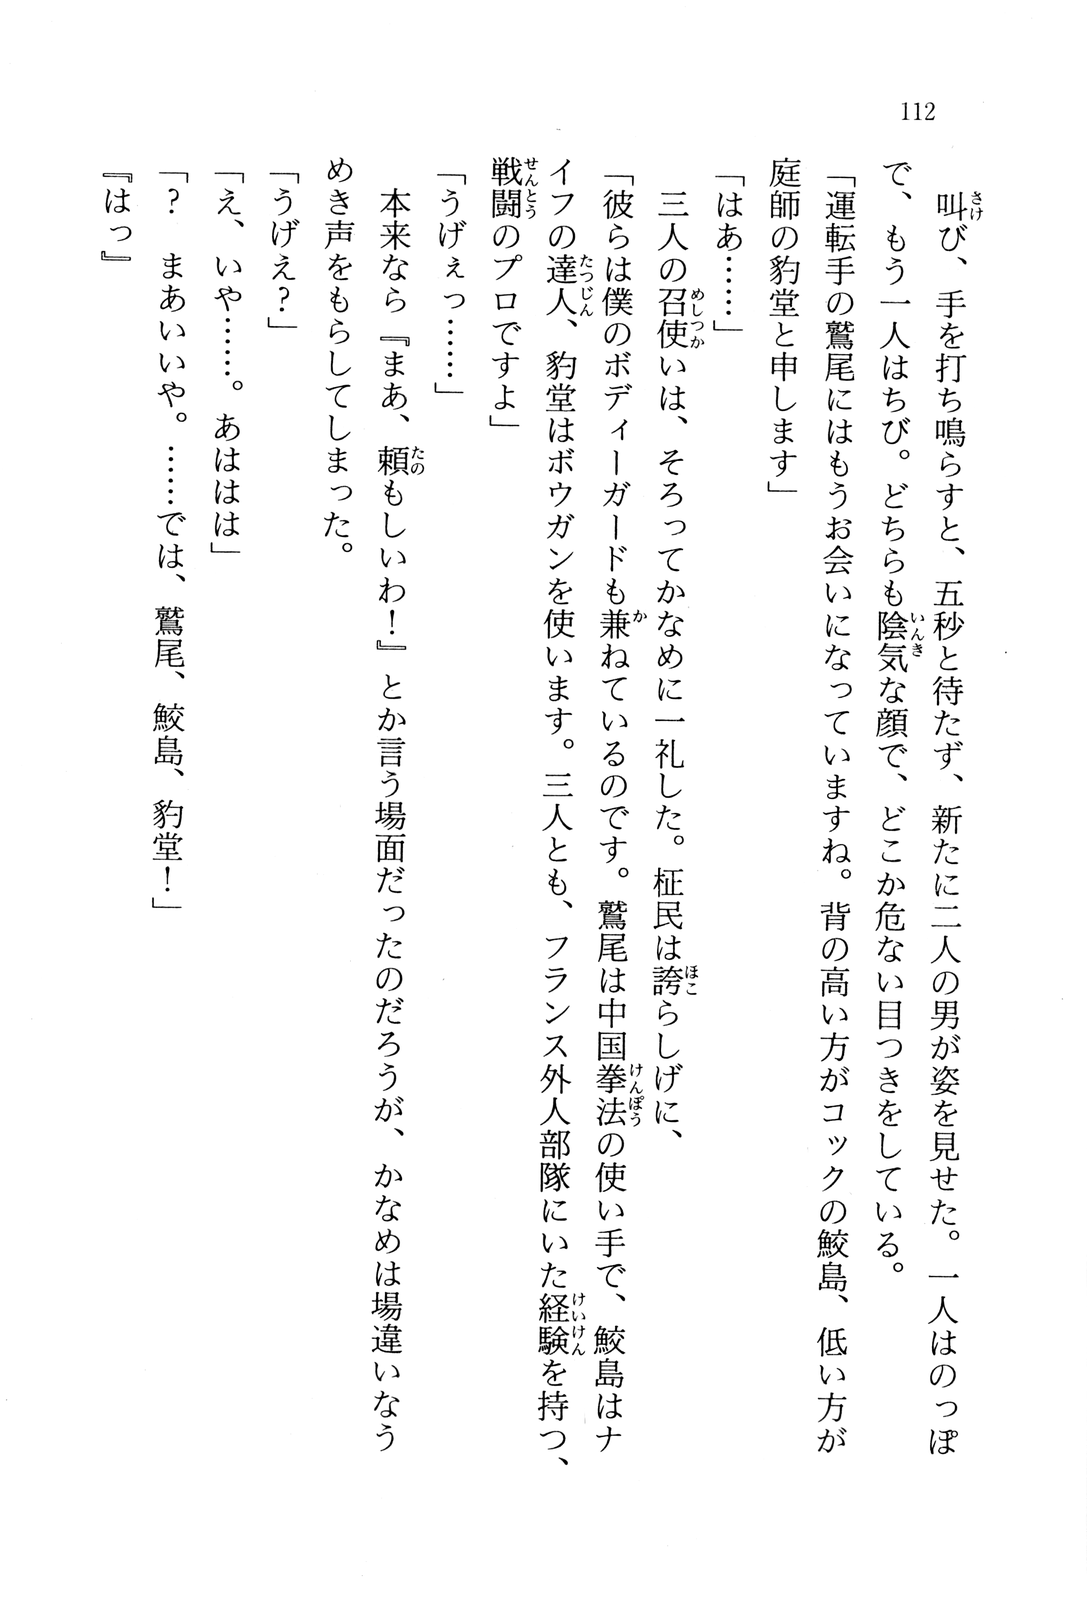 112
　叫び、手を打ち鳴らすと、五秒と待たず、新たに二人の男が姿を見せた。一人はのっぽ
で、もう一人はちび。どちらも陰気な顔で、どこか危ない目つきをしている。
「運転手の鷲尾にはもうお会いになっていますね。背の高い方がコックの鮫島、低い方が
庭師の豹堂と申します」
「はあ……」
　三人の召使いは、そろってかなめに一礼した。柾民は誇らしげに、
「彼らは僕のボディーガードも兼ねているのです。鷲尾は中国拳法の使い手で、鮫島はナ
イフの達人、豹堂はボウガンを使います。三人とも、フランス外人部隊にいた経験を持つ、
戦闘のプロですよ」
「うげぇっ……」
　本来なら『まあ、頼もしいわ！』とか言う場面だったのだろうが、かなめは場違いなう
めき声をもらしてしまった。
「うげえ？」
「え、いや……。あははは」
「？　まあいいや。……では、鷲尾、鮫島、豹堂！」
『はっ』